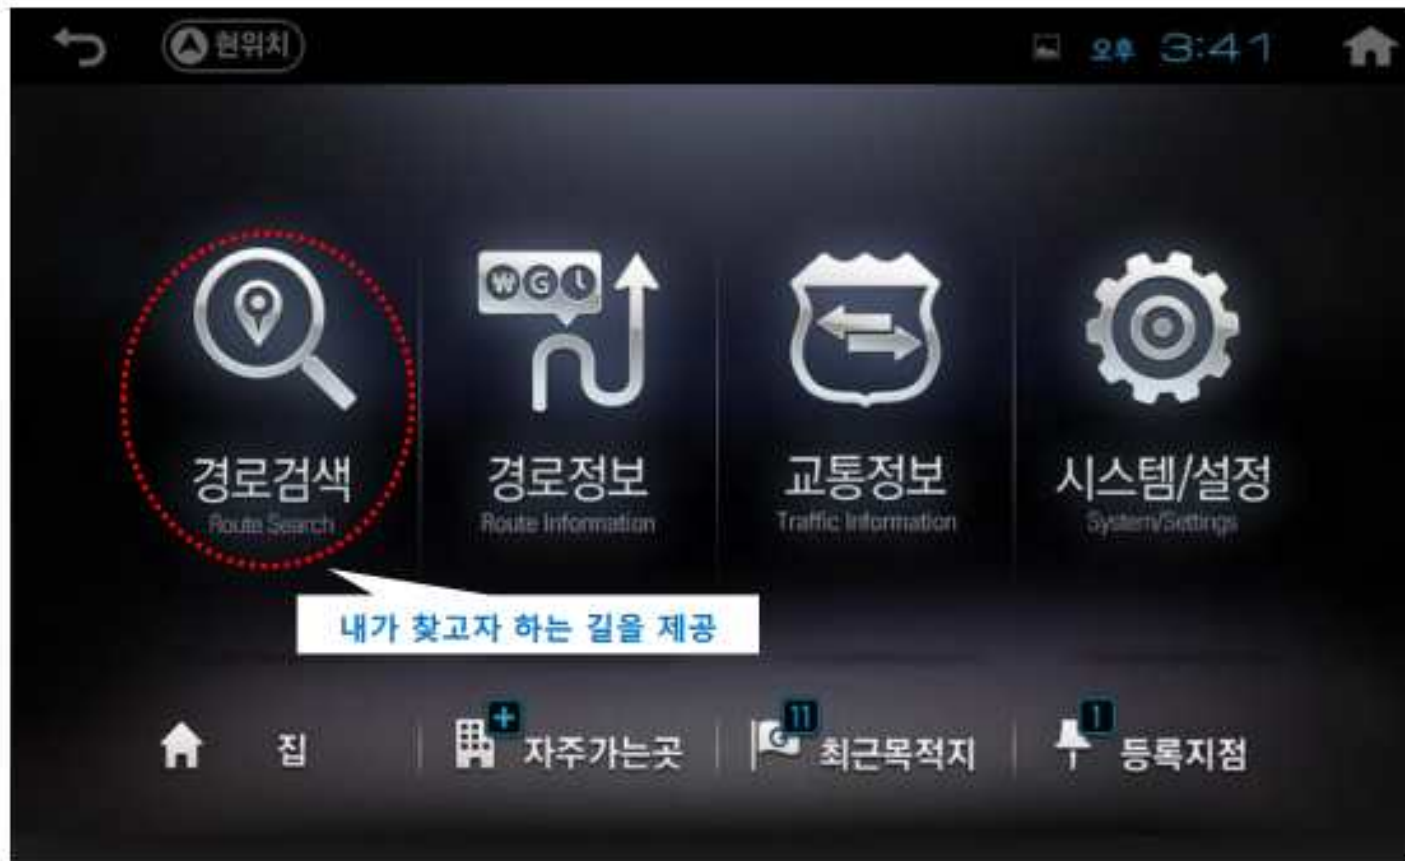 현위치
오후 3:41
W G
경로검색
Route Search
경로정보
Route Information
교통정보
Traffic Information
시스템/설정
System/Settings
내가 찾고자 하는 길을 제공
집
+ 자주가는곳
G 11 최근목적지
1 등록지점